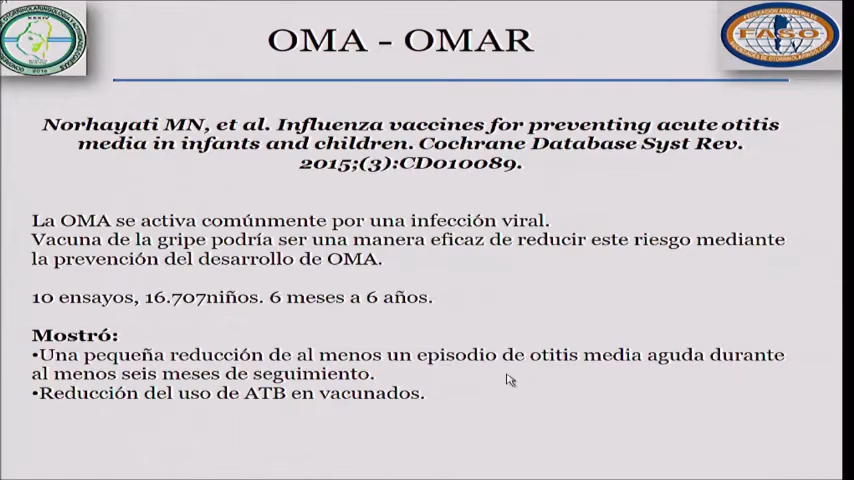 OMA - OMAR
FEDERACION ARGENTINA
FASO
Norhayati MN, et al. Influenza vaccines for preventing acute otitis
media in infants and children. Cochrane Database Syst Rev.
2015;(3):CD010089.
La OMA se activa comúnmente por una infección viral.
Vacuna de la gripe podría ser una manera eficaz de reducir este riesgo mediante
la prevención del desarrollo de OMA.
10 ensayos, 16.707niños. 6 meses a 6 años.
Mostró:
•Una pequeña reducción de al menos un episodio de otitis media aguda durante
al menos seis meses de seguimiento.
•Reducción del uso de ATB en vacunados.